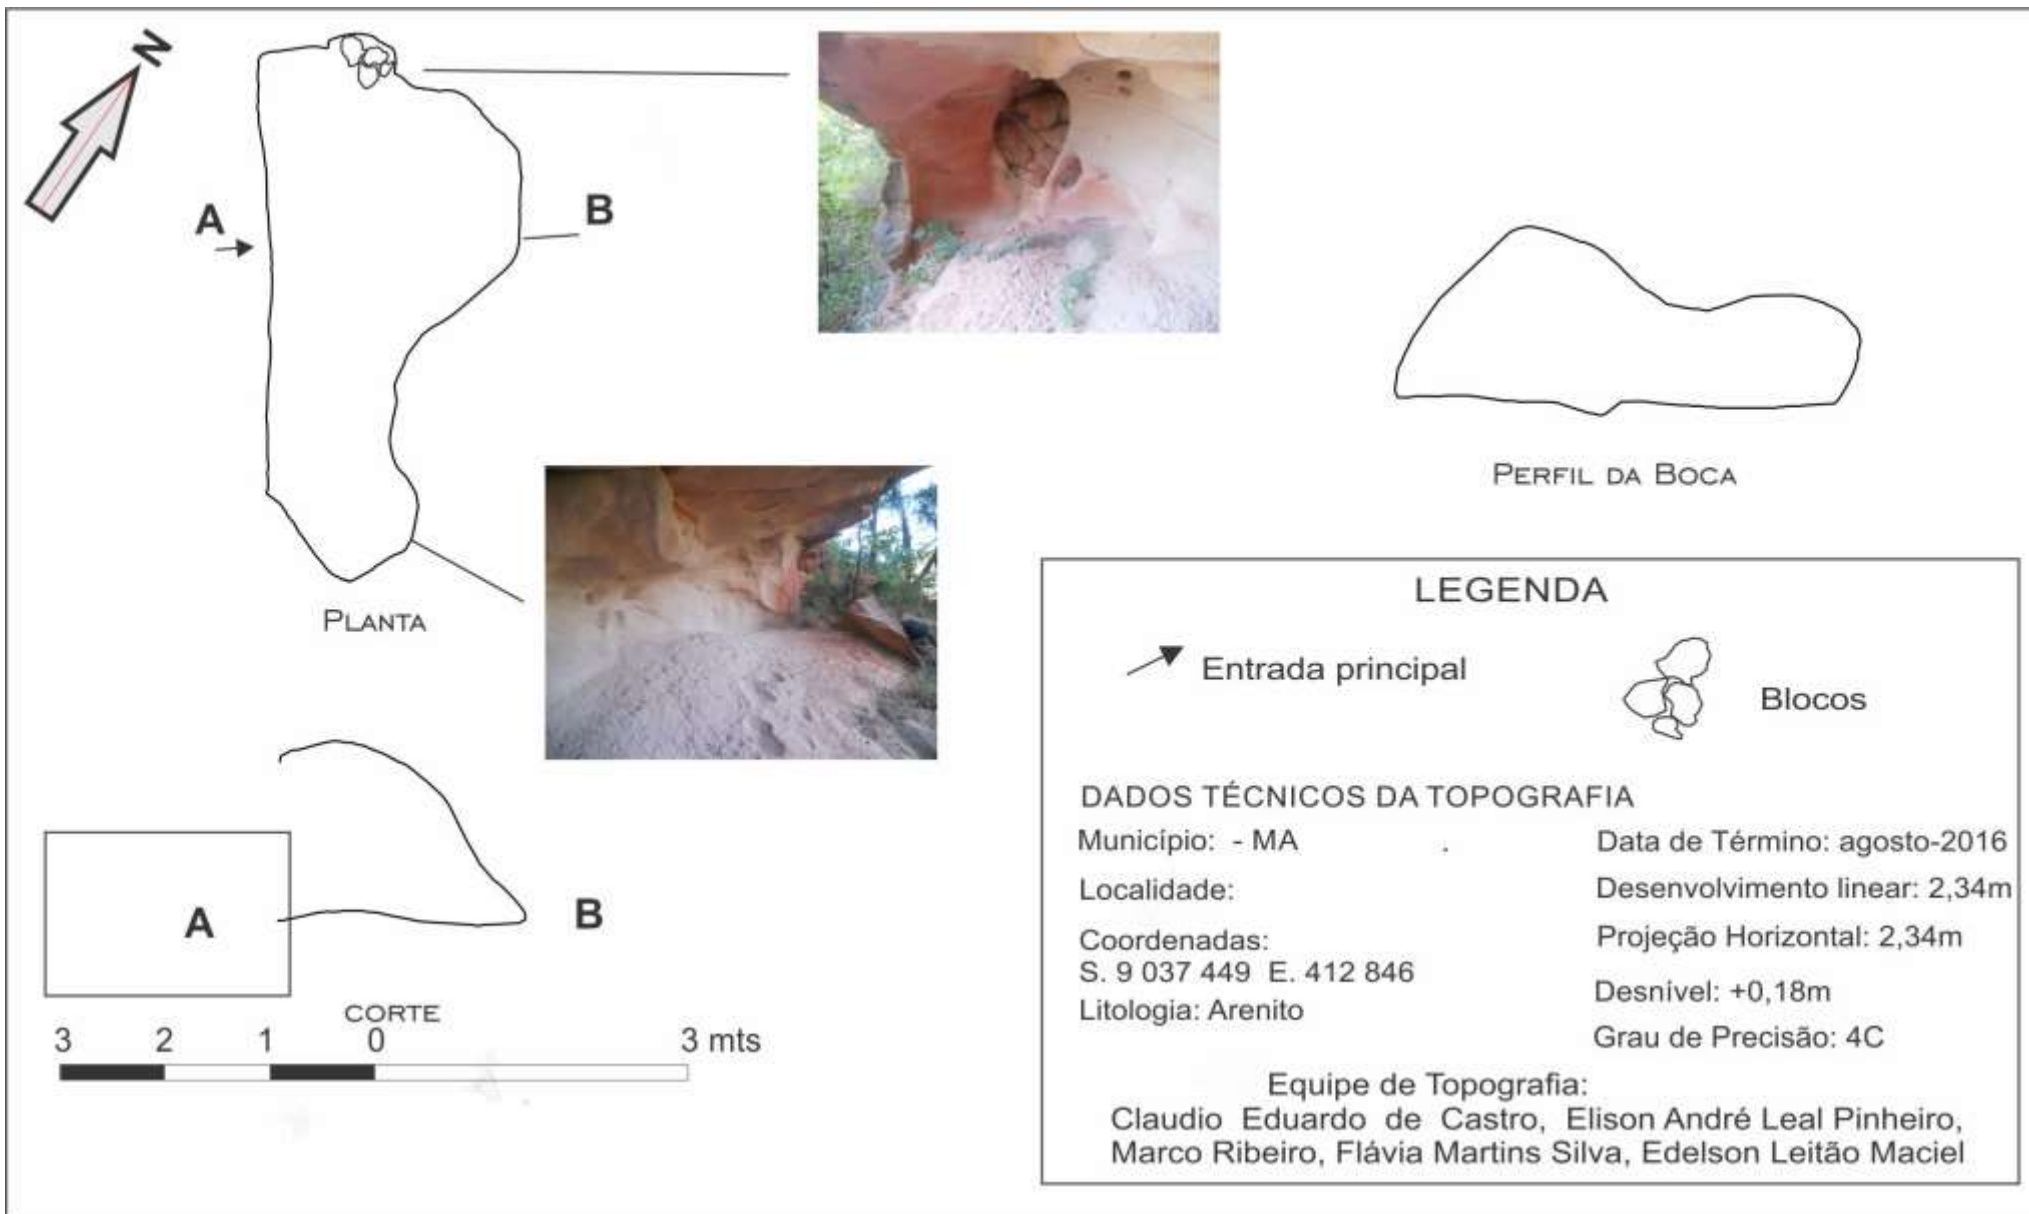 N
A
B
PLANTA
PERFIL DA BOCA
A
B
CORTE
3 2 1 0 3 mts
LEGENDA
Entrada principal
Blocos
DADOS TÉCNICOS DA TOPOGRAFIA
Município: - MA .
Localidade:
Coordenadas:
S. 9 037 449 E. 412 846
Litologia: Arenito
Data de Término: agosto-2016
Desenvolvimento linear: 2,34m
Projeção Horizontal: 2,34m
Desnível: +0,18m
Grau de Precisão: 4C
Equipe de Topografia:
Claudio Eduardo de Castro, Elison André Leal Pinheiro,
Marco Ribeiro, Flávia Martins Silva, Edelson Leitão Maciel